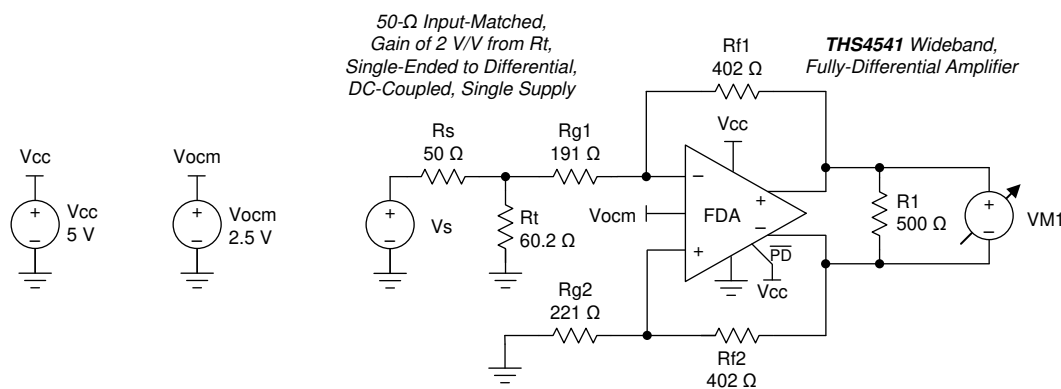 50-Ω Input-Matched,
Gain of 2 V/V from Rt,
Single-Ended to Differential,
DC-Coupled, Single Supply
Rf1
402 Ω
THS4541 Wideband,
Fully-Differential Amplifier
Vcc
Vcc
5 V
+
−
Vocm
Vocm
2.5 V
+
−
Rs
50 Ω
Rg1
191 Ω
Vcc
Vs
+
−
Rt
60.2 Ω
Vocm
−
+
FDA
+
−
PD
Vcc
R1
500 Ω
+
−
VM1
Rg2
221 Ω
Rf2
402 Ω